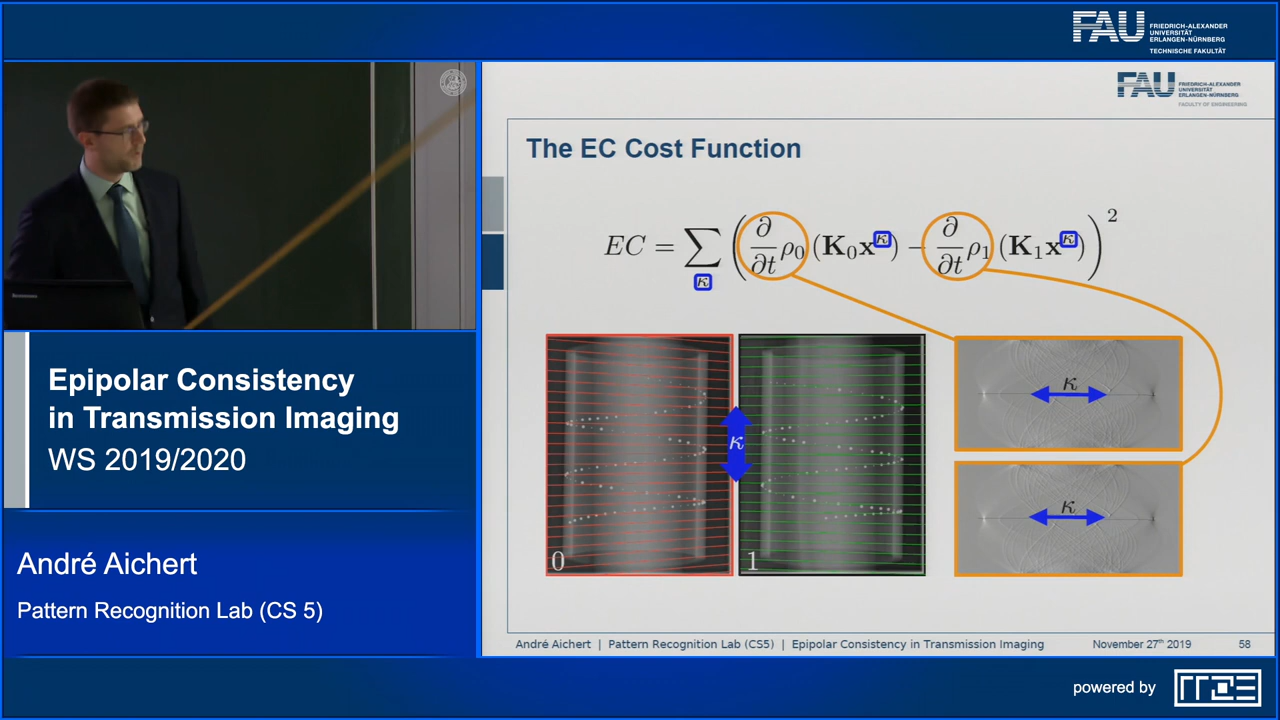 FAU FRIEDRICH-ALEXANDER
UNIVERSITÄT
ERLANGEN-NÜRNBERG
TECHNISCHE FAKULTÄT
FAU FRIEDRICH-ALEXANDER
UNIVERSITÄT
ERLANGEN-NÜRNBERG
FACULTY OF ENGINEERING
The EC Cost Function
EC = ∑_κ ( ∂/∂t ρ₀ (K₀x^κ) − ∂/∂t ρ₁ (K₁x^κ) )²
κ
κ
κ
0
1
André Aichert | Pattern Recognition Lab (CS5) | Epipolar Consistency in Transmission Imaging November 27th 2019 58
Epipolar Consistency
in Transmission Imaging
WS 2019/2020
André Aichert
Pattern Recognition Lab (CS 5)
powered by